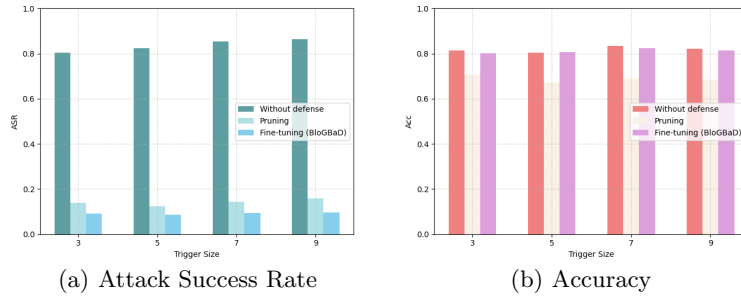 1.0
0.8
0.6
0.4
0.2
0.0
ASR
Without defense
Pruning
Fine-tuning (BloGBaD)
3 5 7 9
Trigger Size
(a) Attack Success Rate
1.0
0.8
0.6
0.4
0.2
0.0
Acc
Without defense
Pruning
Fine-tuning (BloGBaD)
3 5 7 9
Trigger Size
(b) Accuracy